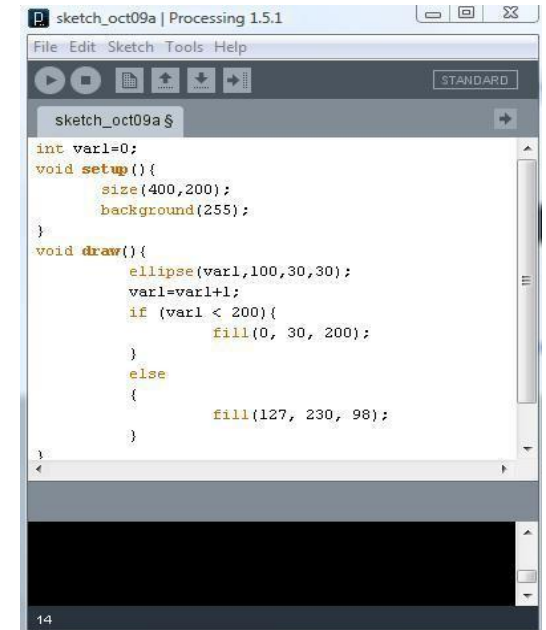 sketch_oct09a | Processing 1.5.1
File Edit Sketch Tools Help
STANDARD
sketch_oct09a §
int var1=0;
void setup(){
size(400,200);
background(255);
}
void draw(){
ellipse(var1,100,30,30);
var1=var1+1;
if (var1 < 200){
fill(0, 30, 200);
}
else
{
fill(127, 230, 98);
}
}
14